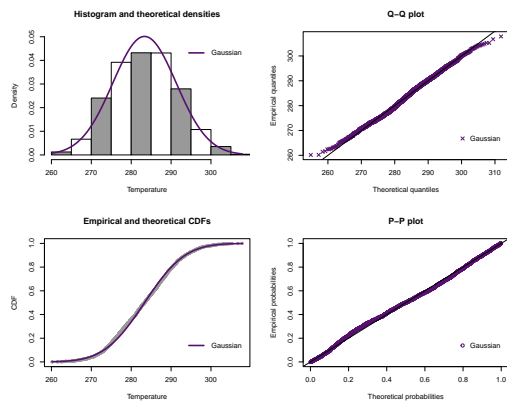 Histogram and theoretical densities
Density
0.00 0.01 0.02 0.03 0.04 0.05
Gaussian
260 270 280 290 300
Temperature
Q−Q plot
Empirical quantiles
260 270 280 290 300
Gaussian
260 270 280 290 300 310
Theoretical quantiles
Empirical and theoretical CDFs
CDF
0.0 0.2 0.4 0.6 0.8 1.0
Gaussian
260 270 280 290 300
Temperature
P−P plot
Empirical probabilities
0.0 0.2 0.4 0.6 0.8 1.0
Gaussian
0.0 0.2 0.4 0.6 0.8 1.0
Theoretical probabilities